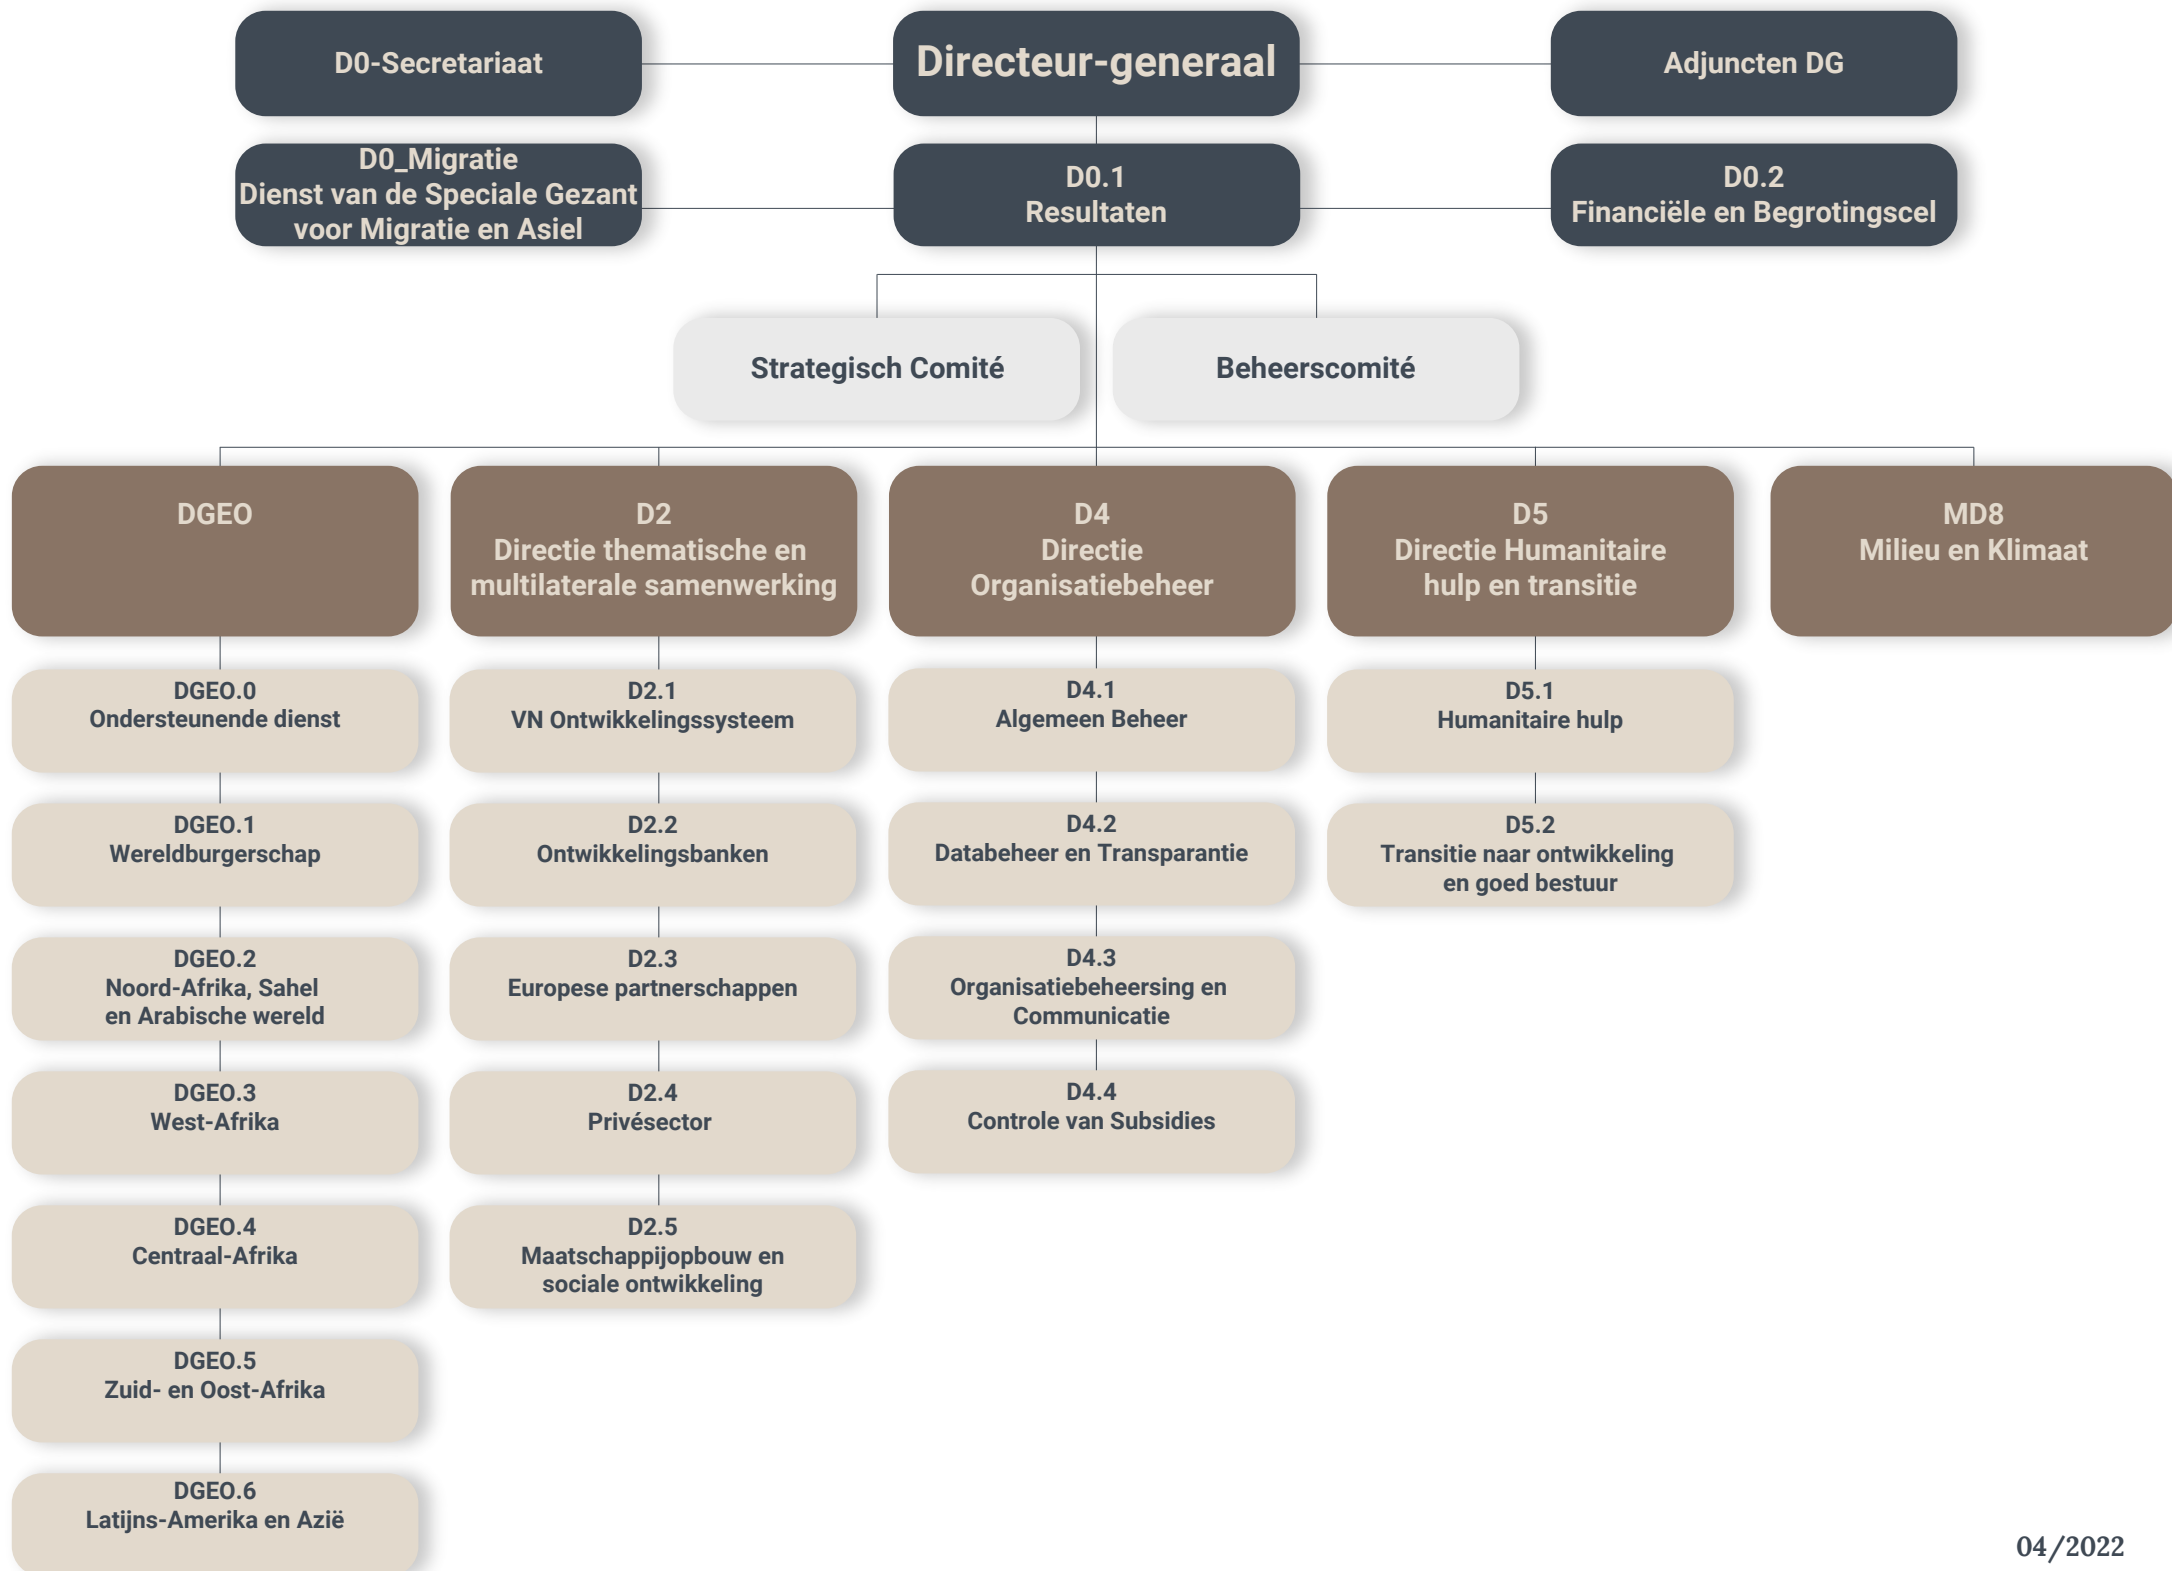 D0-Secretariaat
Directeur-generaal
Adjuncten DG
D0_Migratie
Dienst van de Speciale Gezant
voor Migratie en Asiel
D0.1
Resultaten
D0.2
Financiële en Begrotingscel
Strategisch Comité
Beheerscomité
DGEO
D2
Directie thematische en
multilaterale samenwerking
D4
Directie
Organisatiebeheer
D5
Directie Humanitaire
hulp en transitie
MD8
Milieu en Klimaat
DGEO.0
Ondersteunende dienst
DGEO.1
Wereldburgerschap
DGEO.2
Noord-Afrika, Sahel
en Arabische wereld
DGEO.3
West-Afrika
DGEO.4
Centraal-Afrika
DGEO.5
Zuid- en Oost-Afrika
DGEO.6
Latijns-Amerika en Azië
D2.1
VN Ontwikkelingssysteem
D2.2
Ontwikkelingsbanken
D2.3
Europese partnerschappen
D2.4
Privésector
D2.5
Maatschappijopbouw en
sociale ontwikkeling
D4.1
Algemeen Beheer
D4.2
Databeheer en Transparantie
D4.3
Organisatiebeheersing en
Communicatie
D4.4
Controle van Subsidies
D5.1
Humanitaire hulp
D5.2
Transitie naar ontwikkeling
en goed bestuur
04/2022